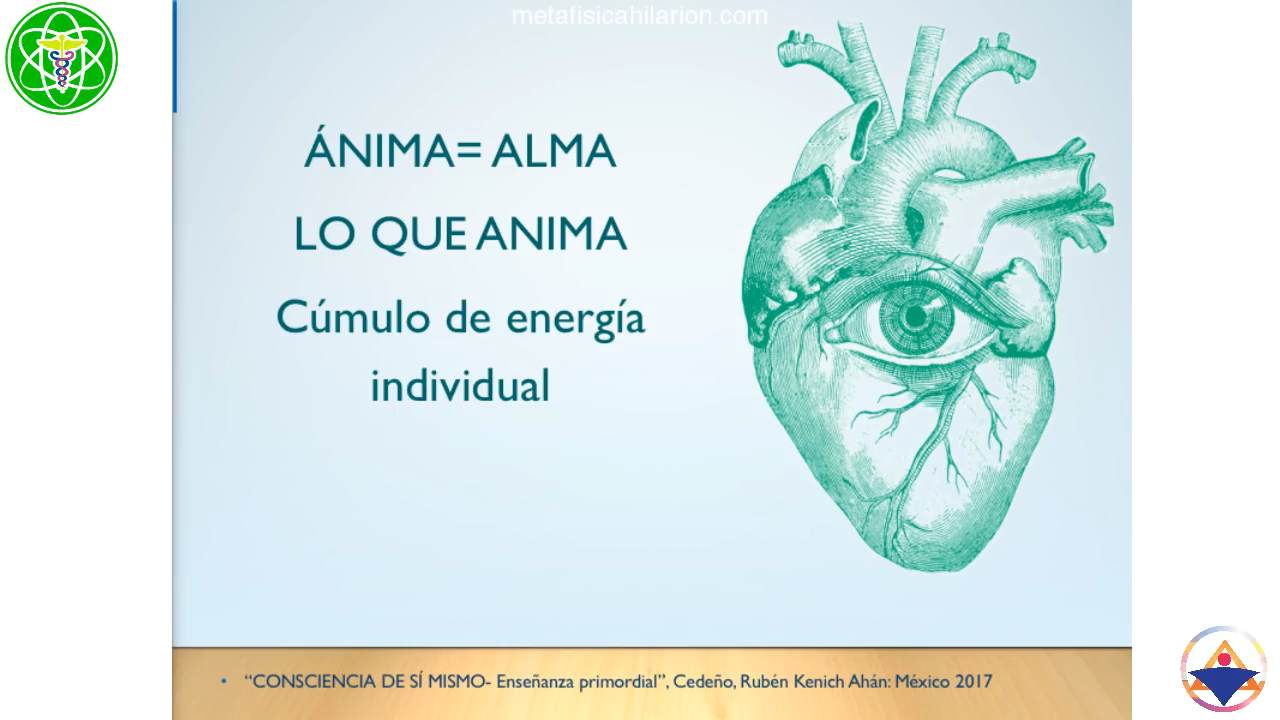 metafisicahilarion.com
ÁNIMA= ALMA
LO QUE ANIMA
Cúmulo de energía
individual
• “CONSCIENCIA DE SÍ MISMO- Enseñanza primordial”, Cedeño, Rubén Kenich Ahán: México 2017